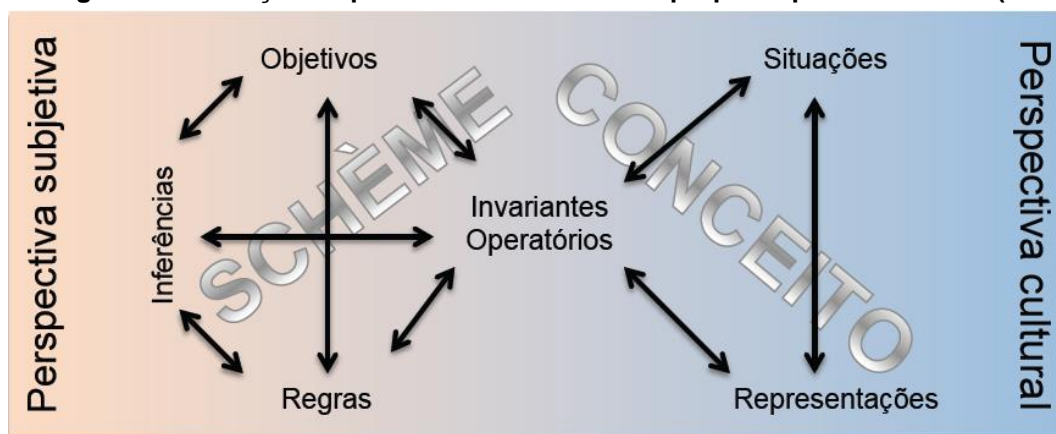 Objetivos
Situações
Perspectiva subjetiva
Inferências
SCHÈME
CONCEITO
Invariantes
Operatórios
Perspectiva cultural
Regras
Representações